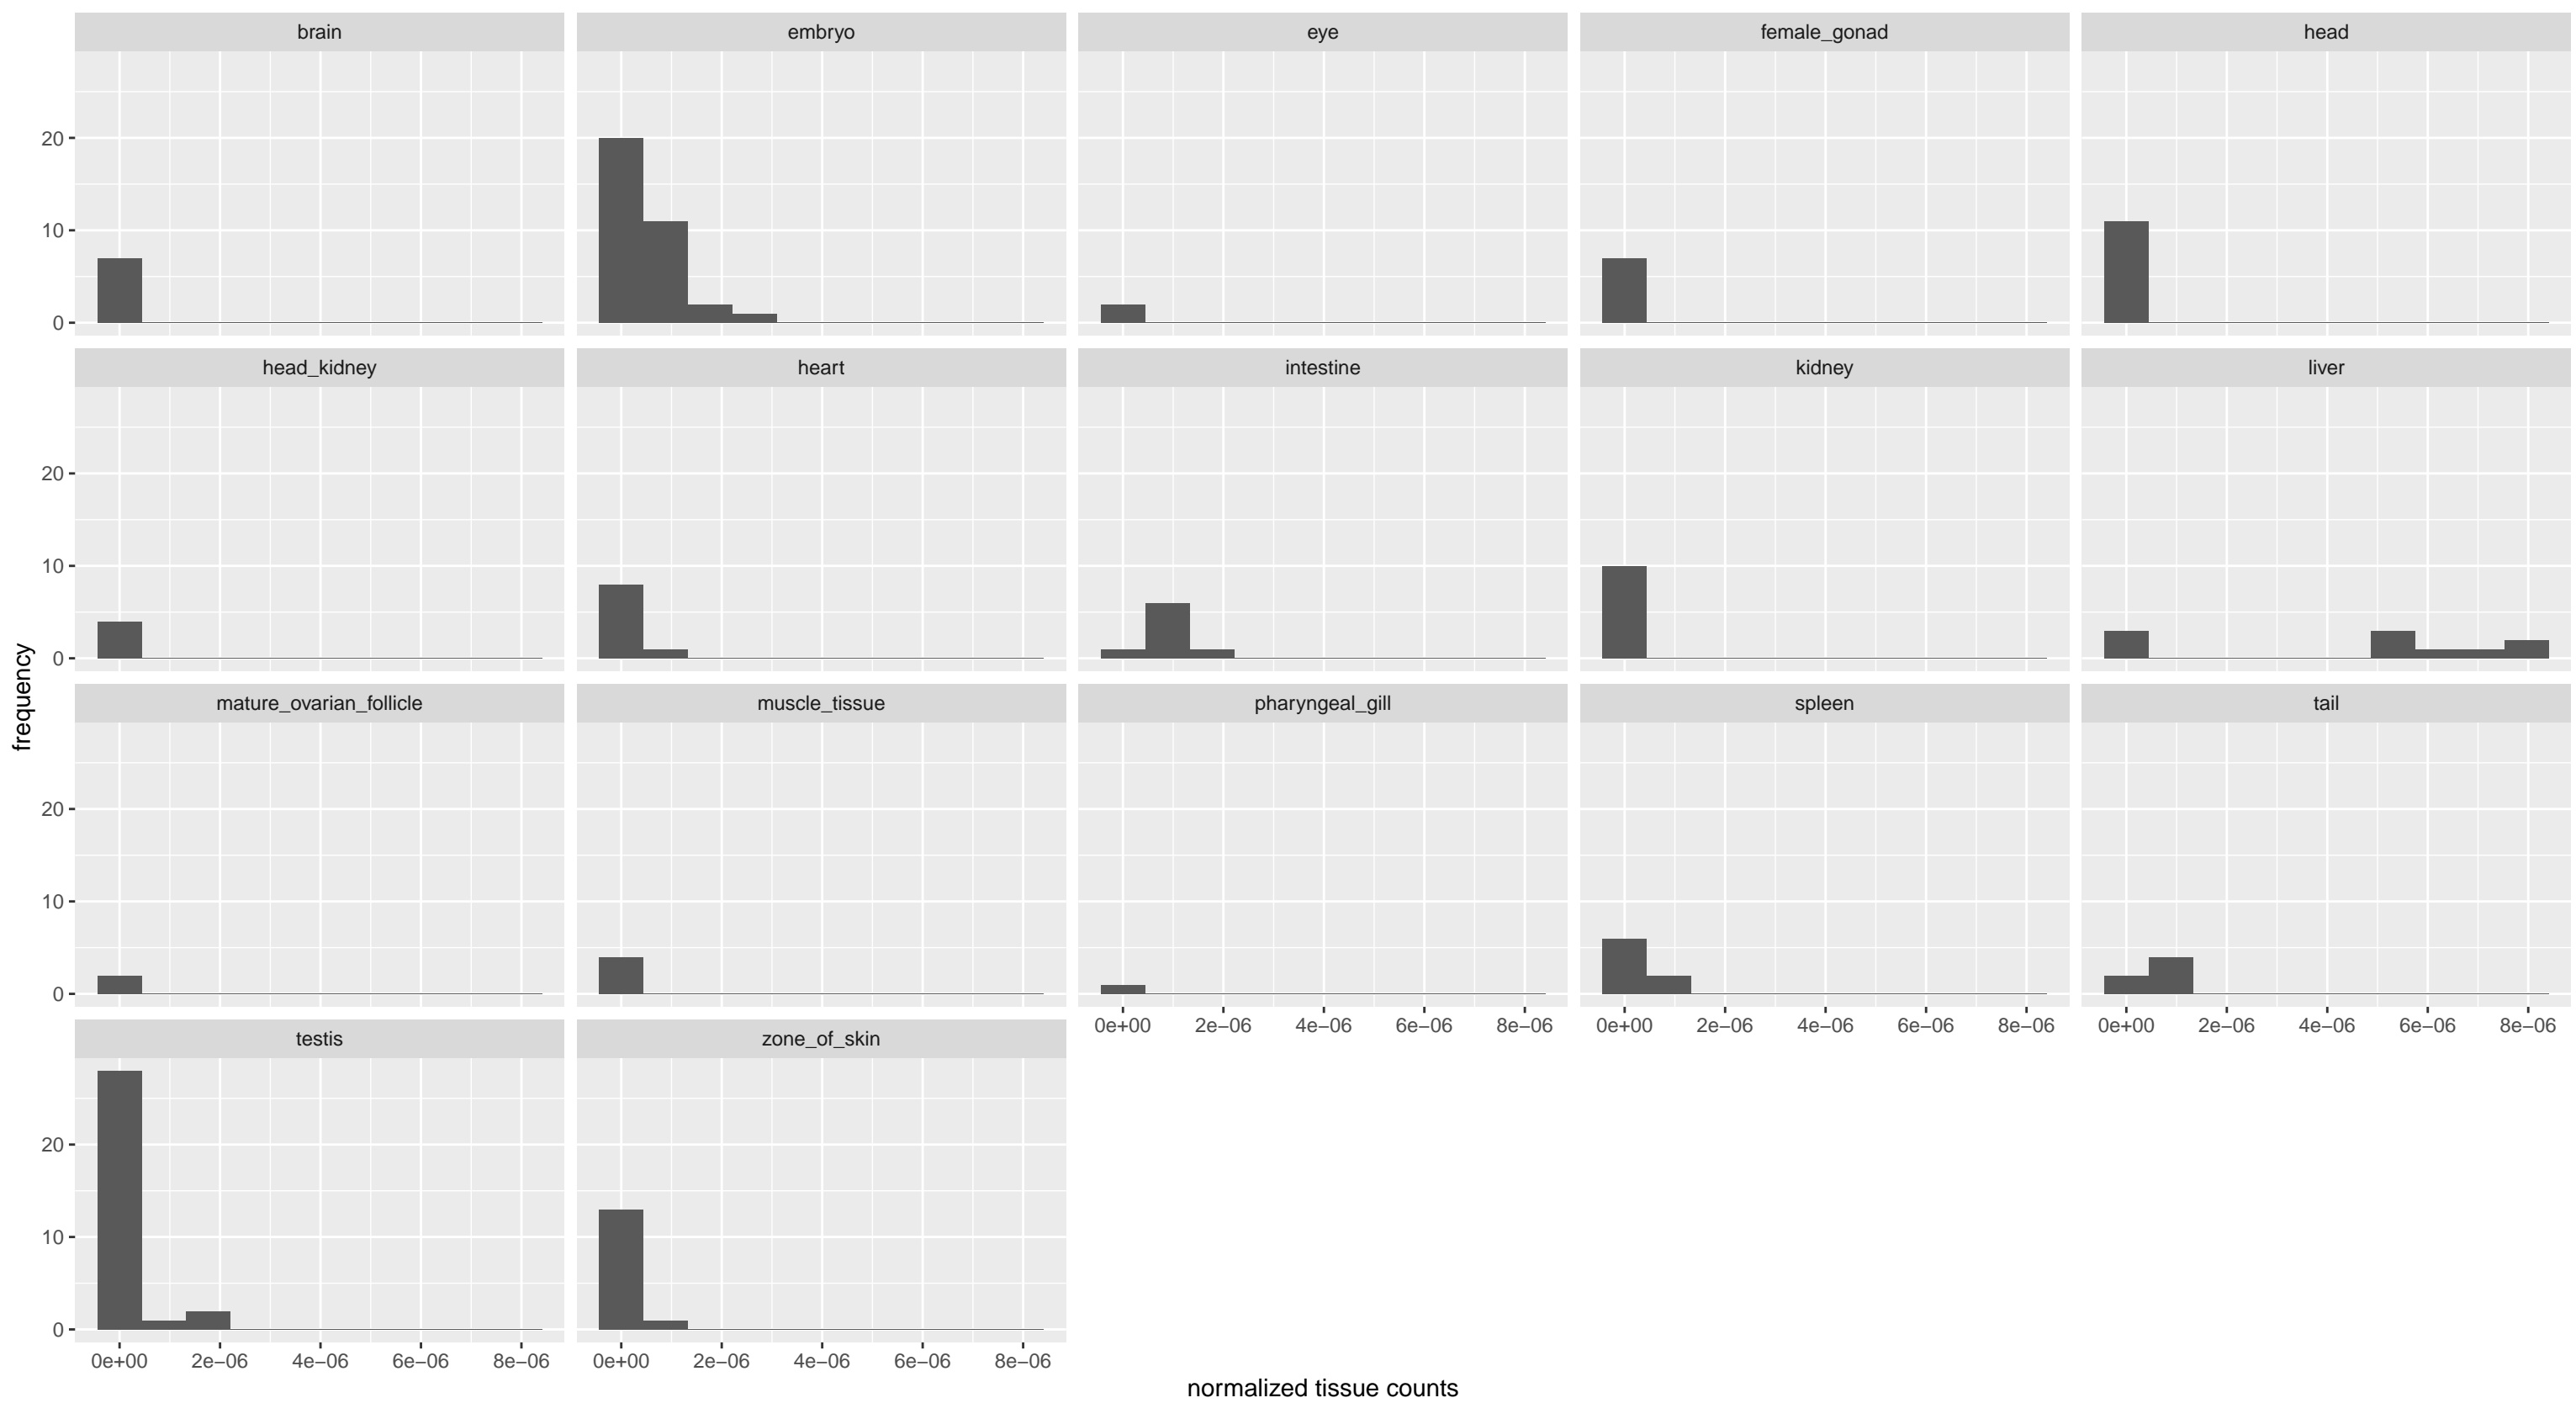 brain embryo eye female_gonad head
20
10
0
head_kidney heart intestine kidney liver
20
10
0
frequency
mature_ovarian_follicle muscle_tissue pharyngeal_gill spleen tail
20
10
0
0e+00 2e−06 4e−06 6e−06 8e−06 0e+00 2e−06 4e−06 6e−06 8e−06 0e+00 2e−06 4e−06 6e−06 8e−06
testis zone_of_skin
20
10
0
0e+00 2e−06 4e−06 6e−06 8e−06 0e+00 2e−06 4e−06 6e−06 8e−06
normalized tissue counts